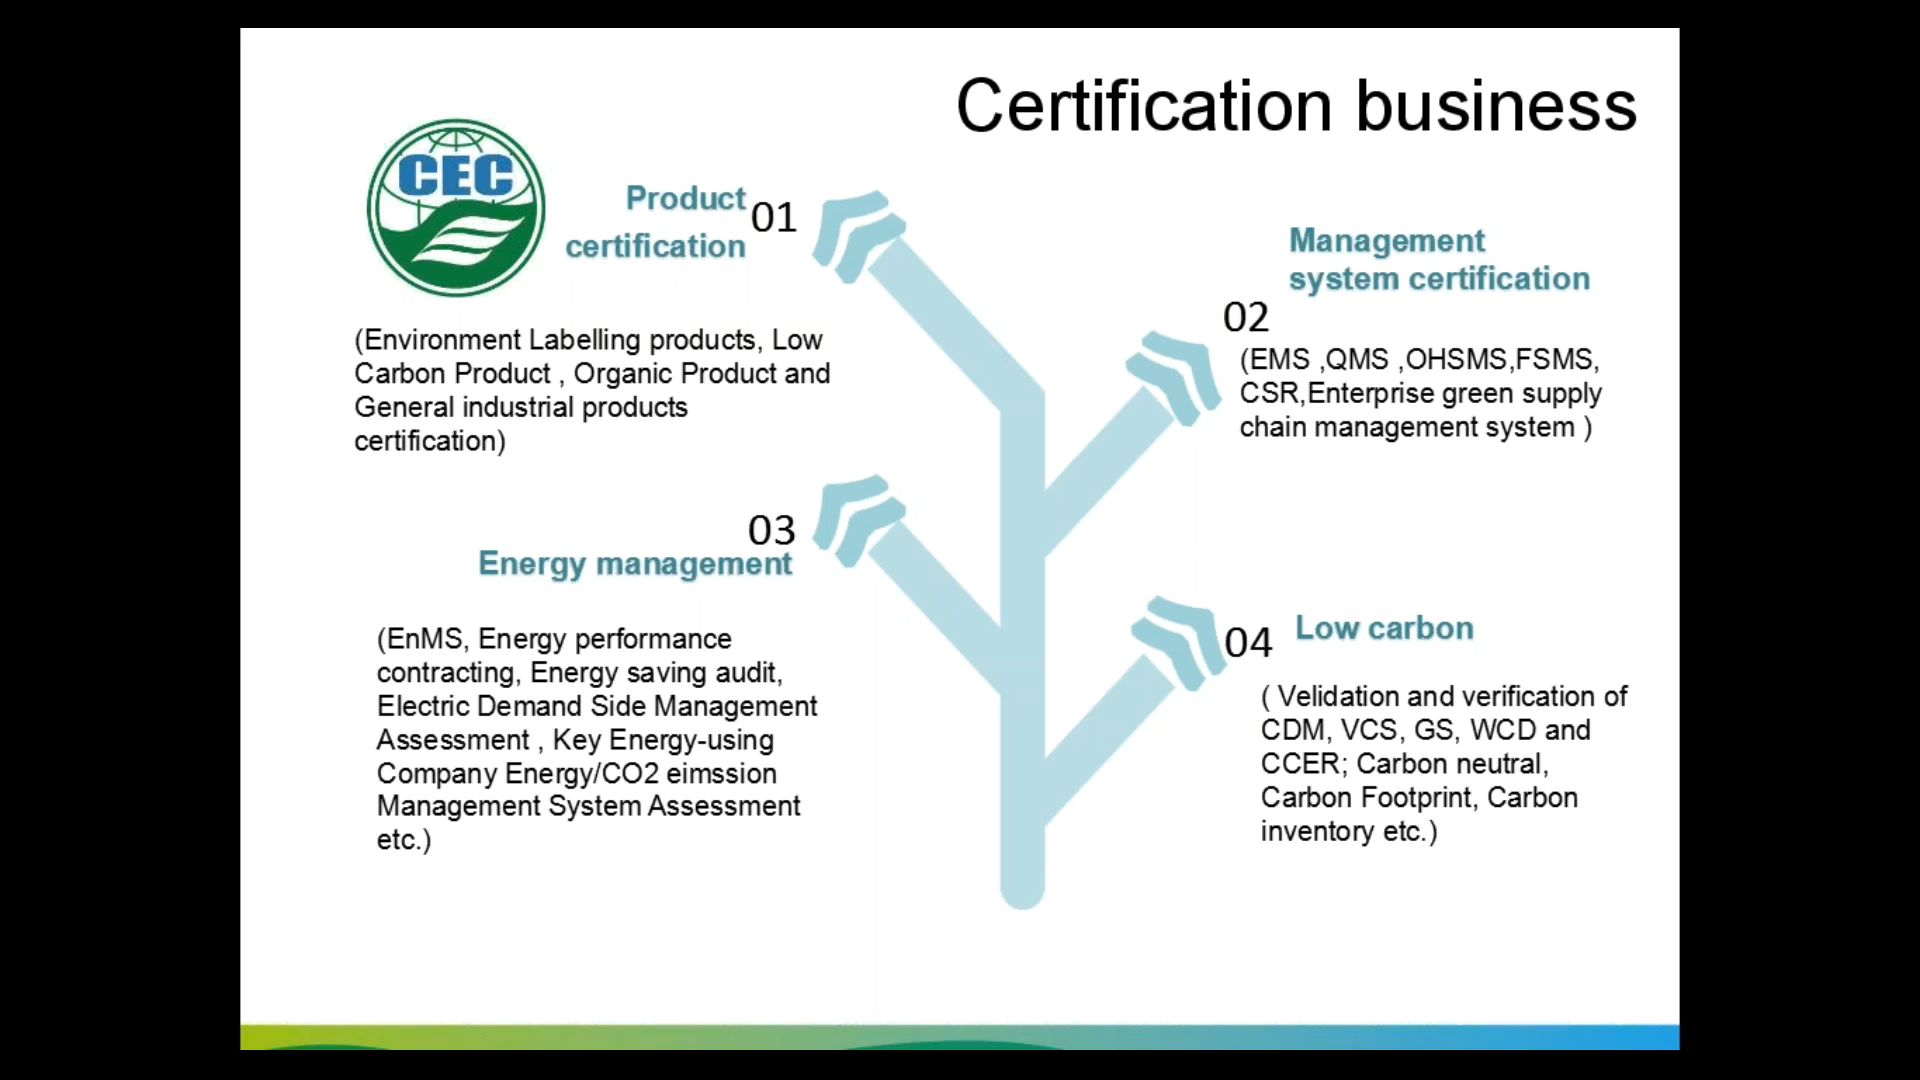 Certification business
CEC
Product
certification
01
(Environment Labelling products, Low
Carbon Product , Organic Product and
General industrial products
certification)
Management
system certification
02
(EMS ,QMS ,OHSMS,FSMS,
CSR,Enterprise green supply
chain management system )
03
Energy management
(EnMS, Energy performance
contracting, Energy saving audit,
Electric Demand Side Management
Assessment , Key Energy-using
Company Energy/CO2 eimssion
Management System Assessment
etc.)
04
Low carbon
( Velidation and verification of
CDM, VCS, GS, WCD and
CCER; Carbon neutral,
Carbon Footprint, Carbon
inventory etc.)